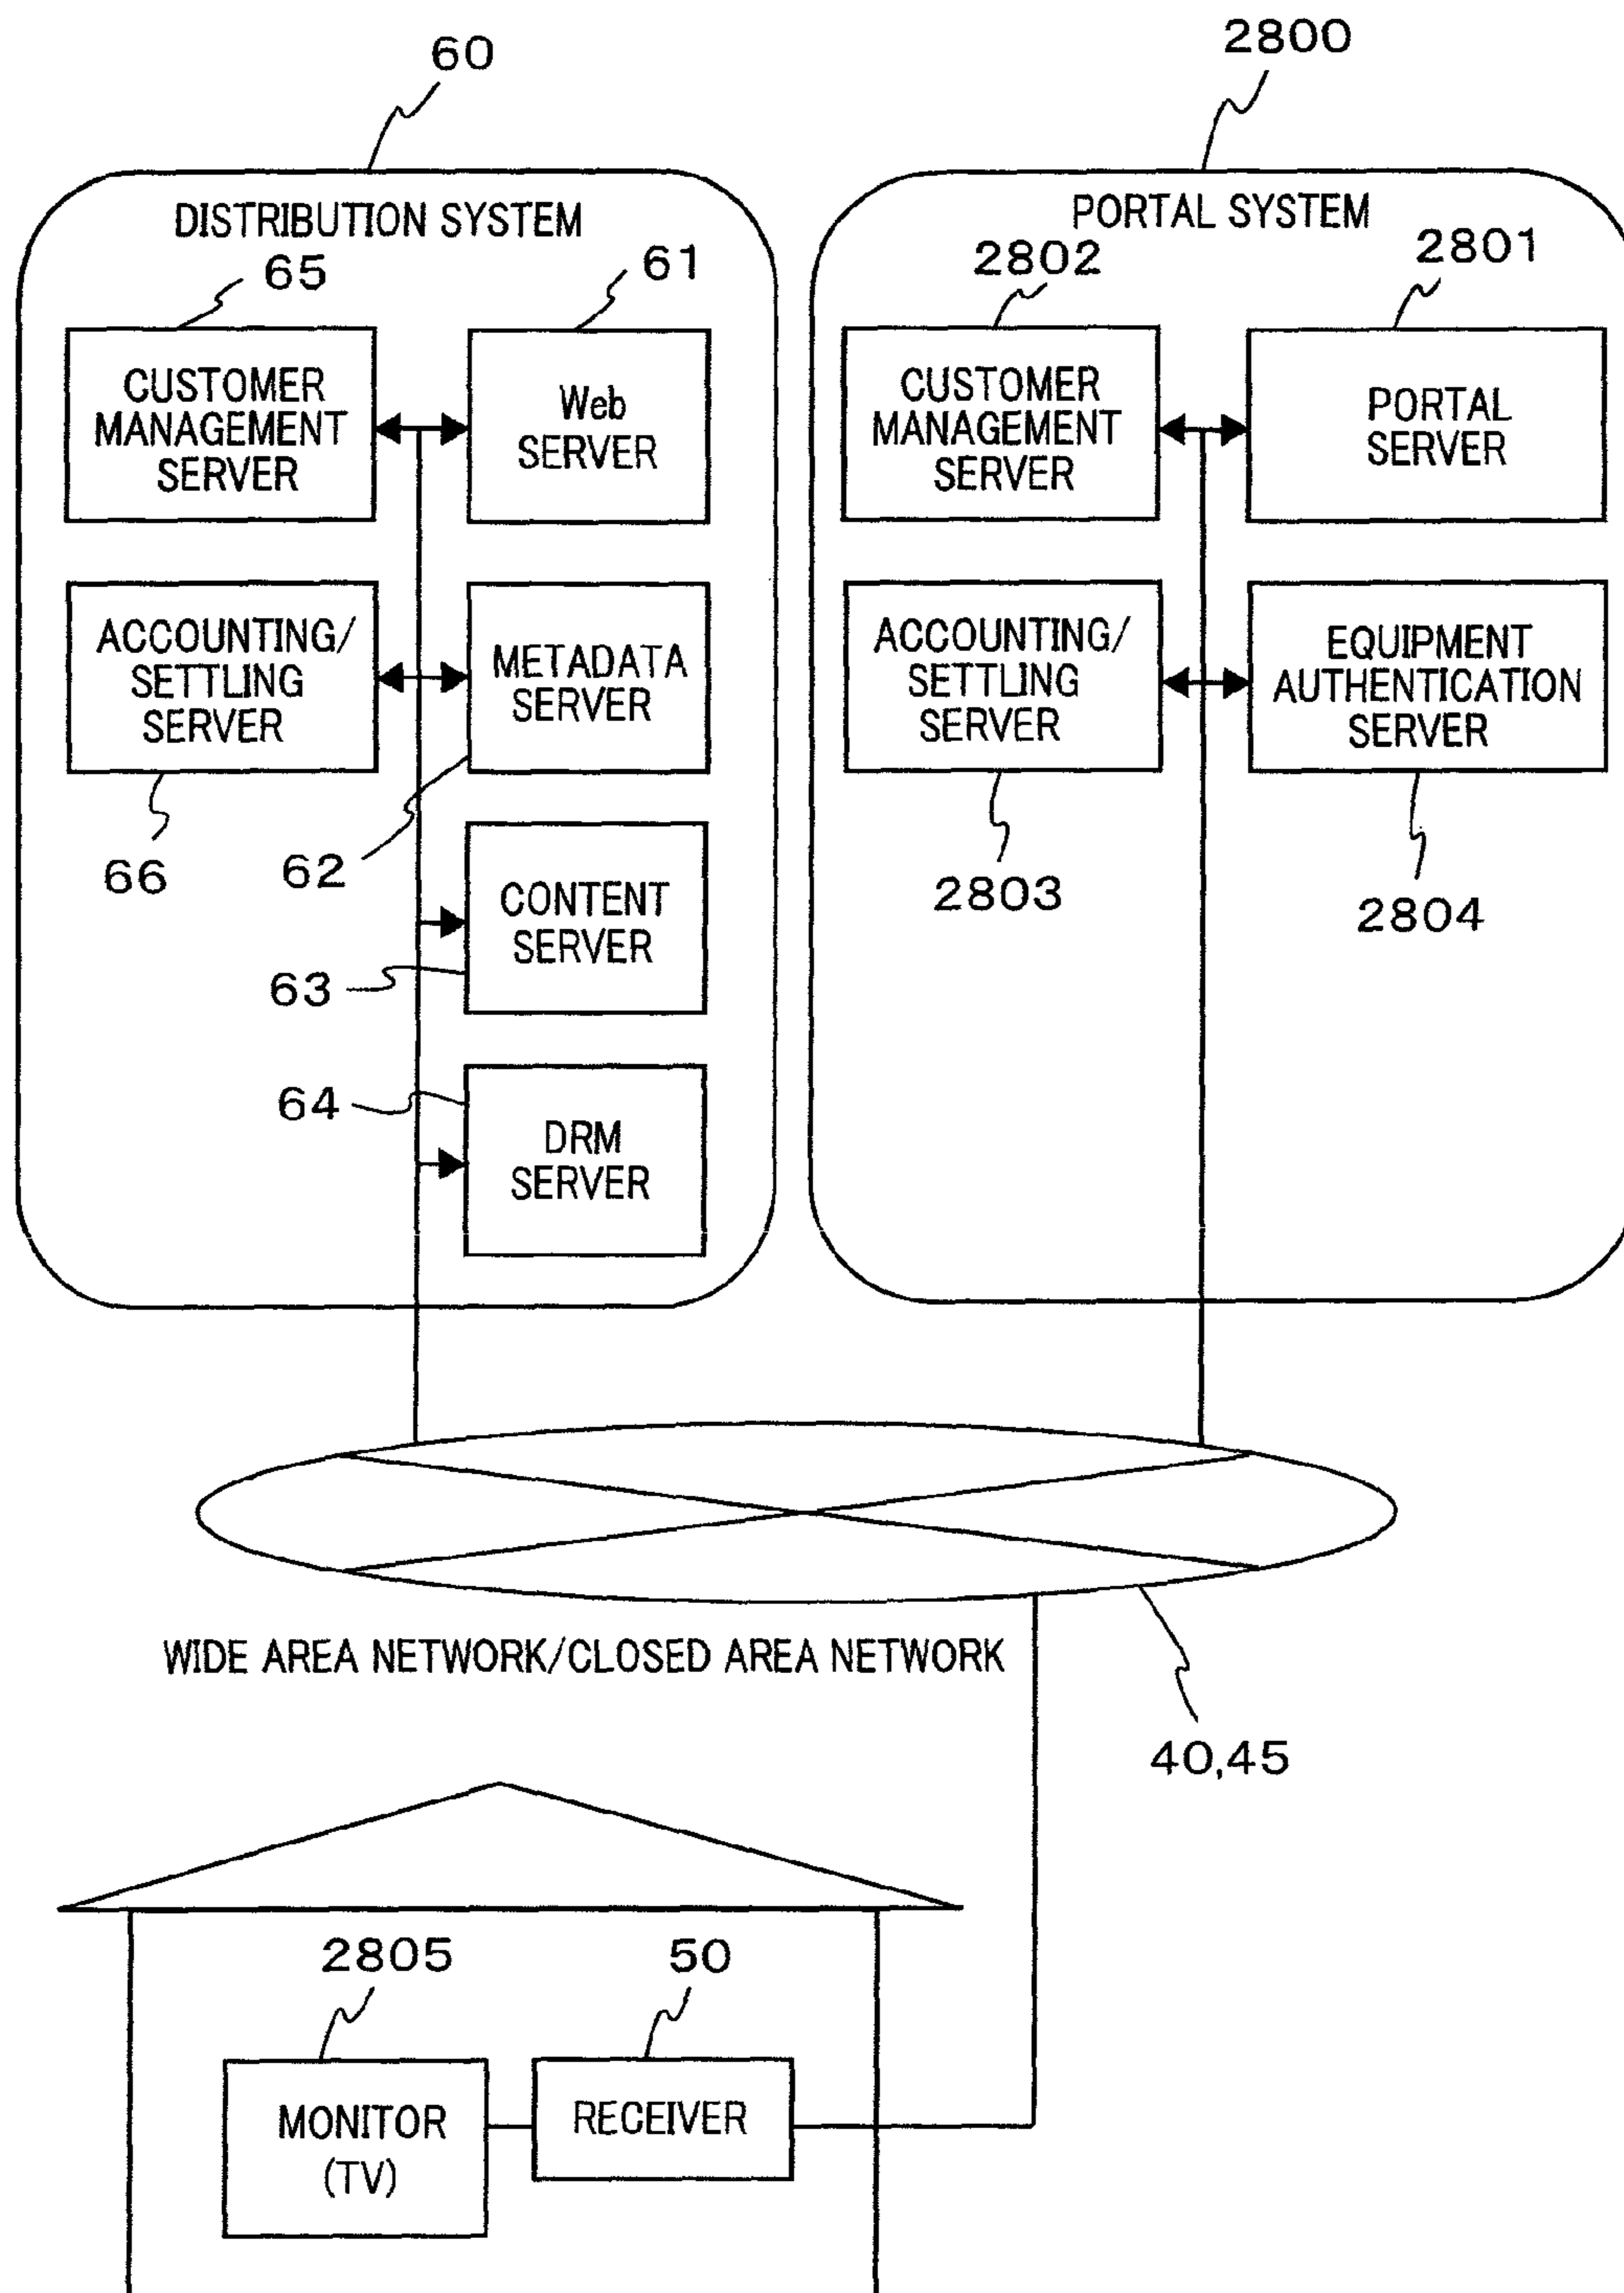 60
2800
DISTRIBUTION SYSTEM
65
61
CUSTOMER
MANAGEMENT
SERVER
Web
SERVER
ACCOUNTING/
SETTLING
SERVER
METADATA
SERVER
66
62
CONTENT
SERVER
63
64
DRM
SERVER
PORTAL SYSTEM
2802
2801
CUSTOMER
MANAGEMENT
SERVER
PORTAL
SERVER
ACCOUNTING/
SETTLING
SERVER
EQUIPMENT
AUTHENTICATION
SERVER
2803
2804
WIDE AREA NETWORK/CLOSED AREA NETWORK
40,45
2805
50
MONITOR
(TV)
RECEIVER